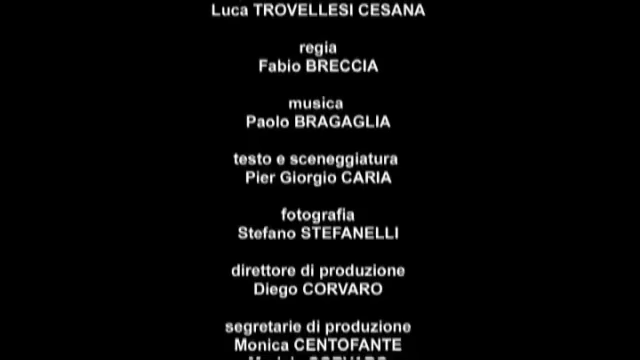 Luca TROVELLESI CESANA
regia
Fabio BRECCIA
musica
Paolo BRAGAGLIA
testo e sceneggiatura
Pier Giorgio CARIA
fotografia
Stefano STEFANELLI
direttore di produzione
Diego CORVARO
segretarie di produzione
Monica CENTOFANTE